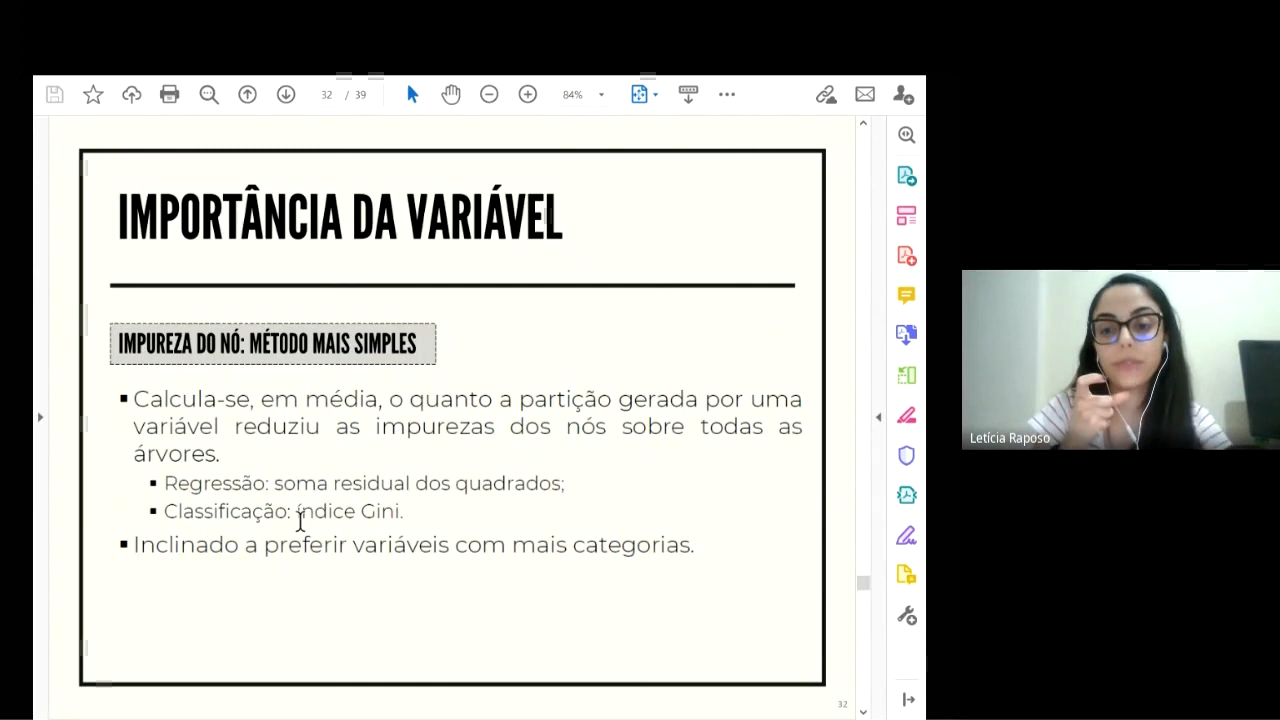 32 / 39
84%
IMPORTÂNCIA DA VARIÁVEL
IMPUREZA DO NÓ: MÉTODO MAIS SIMPLES
▪ Calcula-se, em média, o quanto a partição gerada por uma
variável reduziu as impurezas dos nós sobre todas as
árvores.
▪ Regressão: soma residual dos quadrados;
▪ Classificação: índice Gini.
▪ Inclinado a preferir variáveis com mais categorias.
32
Letícia Raposo